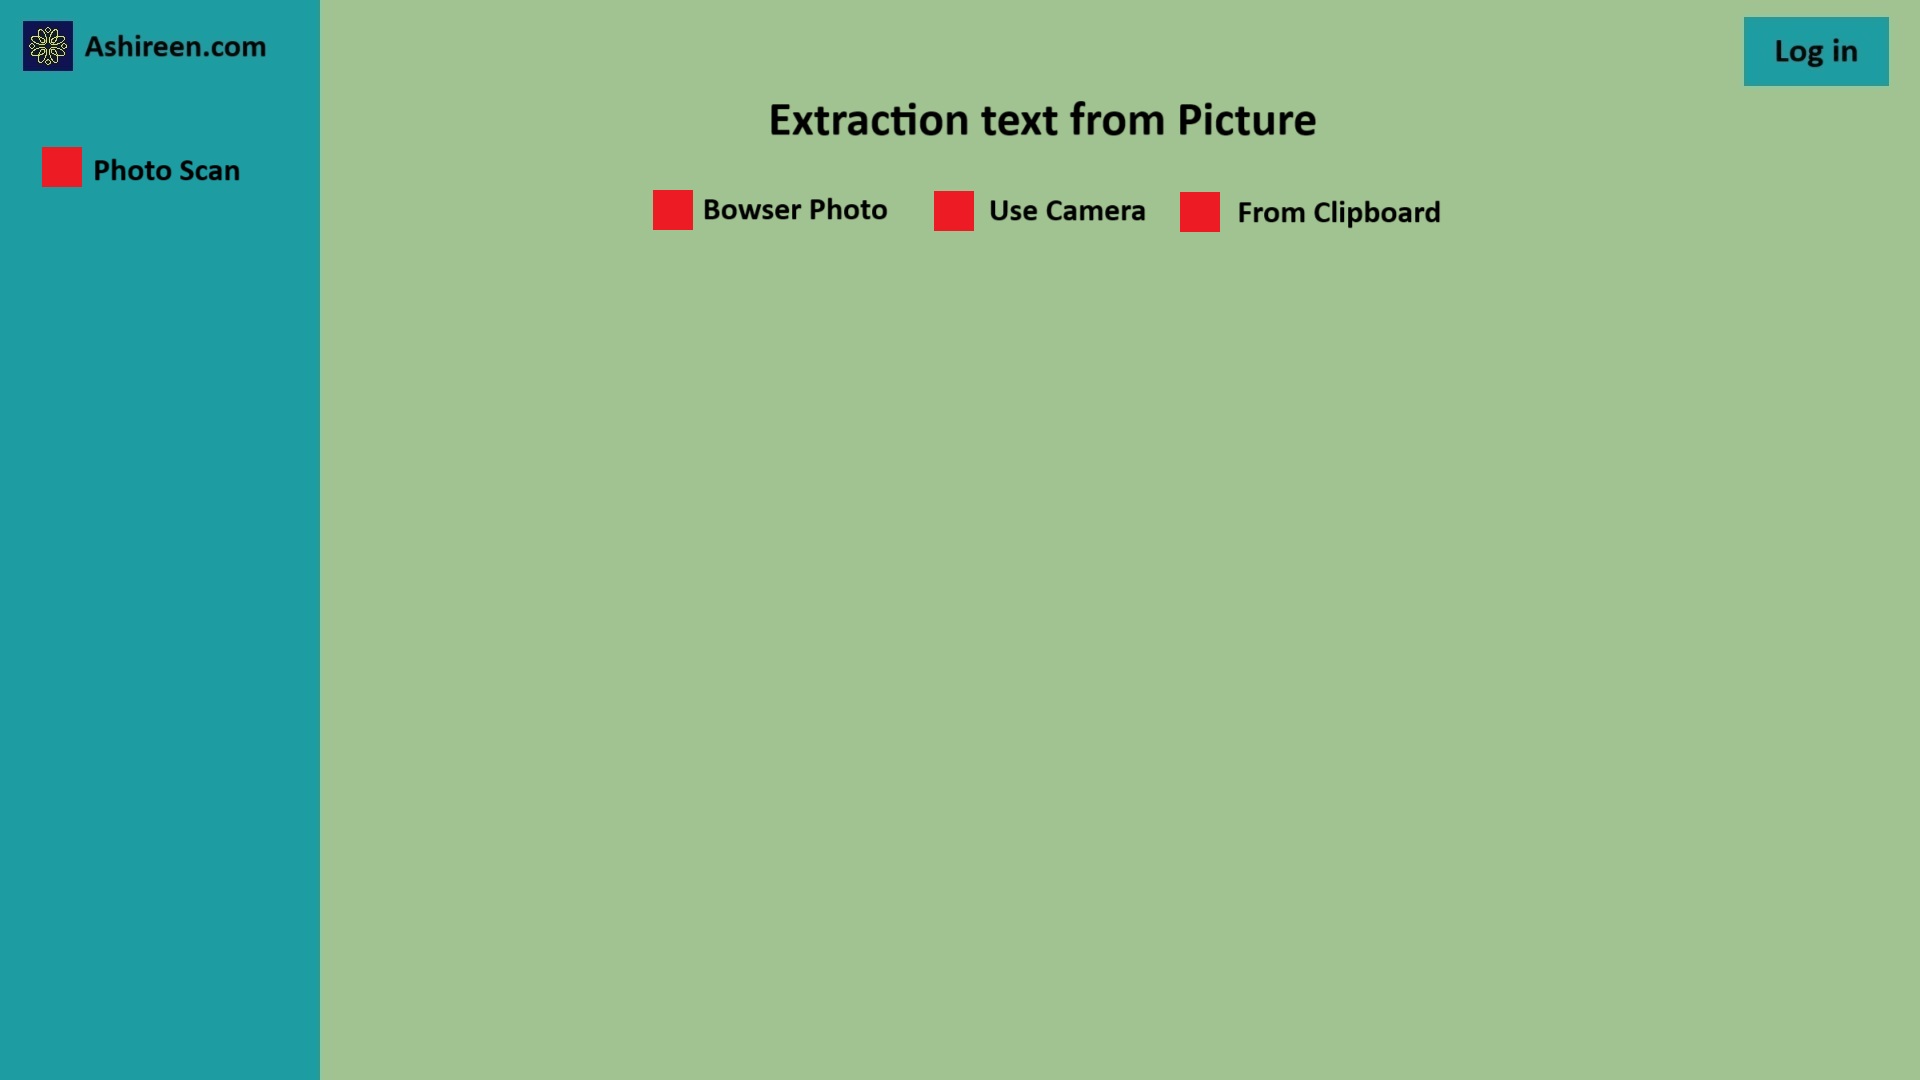 Ashireen.com
Log in
Extraction text from Picture
Photo Scan
Bowser Photo
Use Camera
From Clipboard